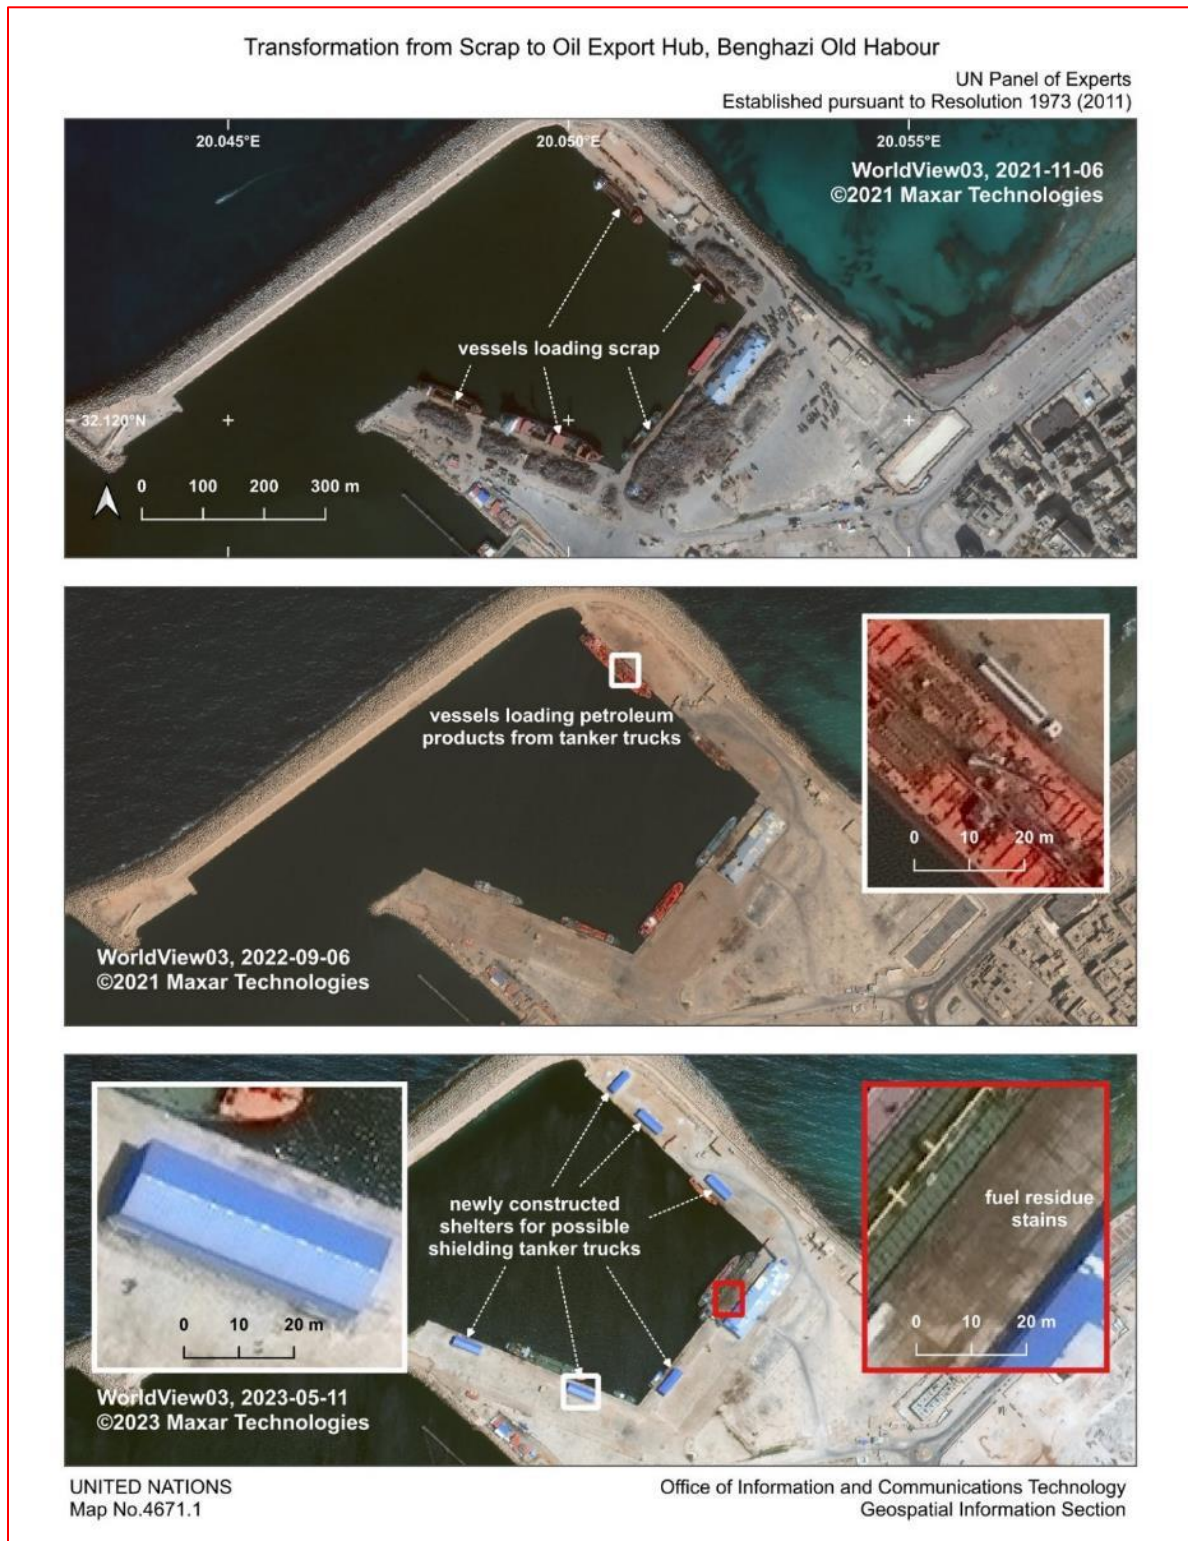 Transformation from Scrap to Oil Export Hub, Benghazi Old Habour
UN Panel of Experts
Established pursuant to Resolution 1973 (2011)
20.045°E
20.050°E
20.055°E
WorldView03, 2021-11-06
©2021 Maxar Technologies
vessels loading scrap
32.120°N
0 100 200 300 m
vessels loading petroleum
products from tanker trucks
0 10 20 m
WorldView03, 2022-09-06
©2021 Maxar Technologies
newly constructed
shelters for possible
shielding tanker trucks
fuel residue
stains
0 10 20 m
0 10 20 m
WorldView03, 2023-05-11
©2023 Maxar Technologies
UNITED NATIONS
Map No.4671.1
Office of Information and Communications Technology
Geospatial Information Section